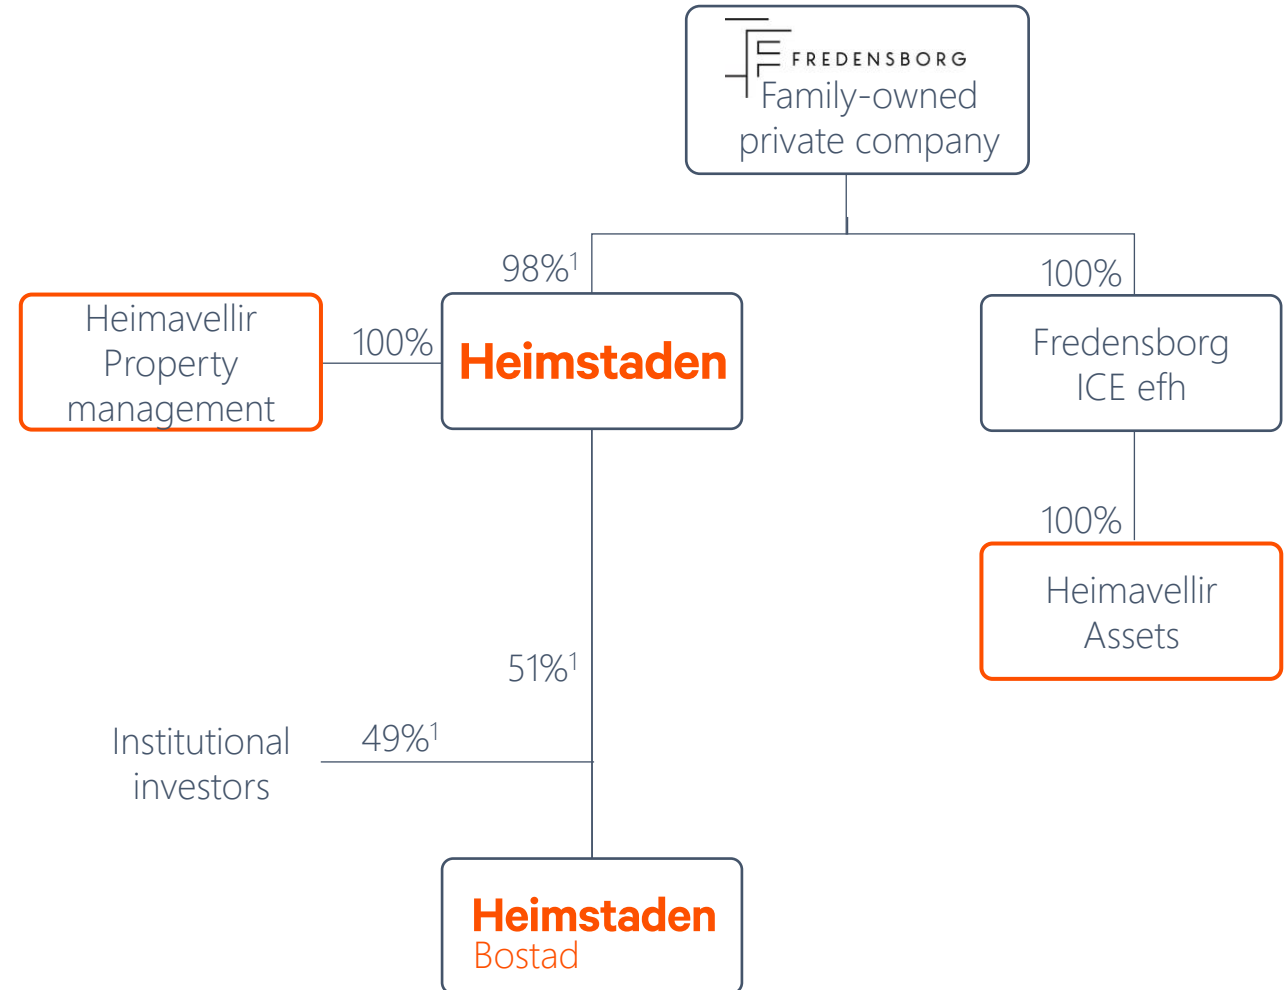 FREDENSBORG
Family-owned
private company
98%¹
100%
Heimavellir
Property
management
100%
Heimstaden
Fredensborg
ICE efh
100%
Heimavellir
Assets
51%¹
Institutional
investors
49%¹
Heimstaden
Bostad